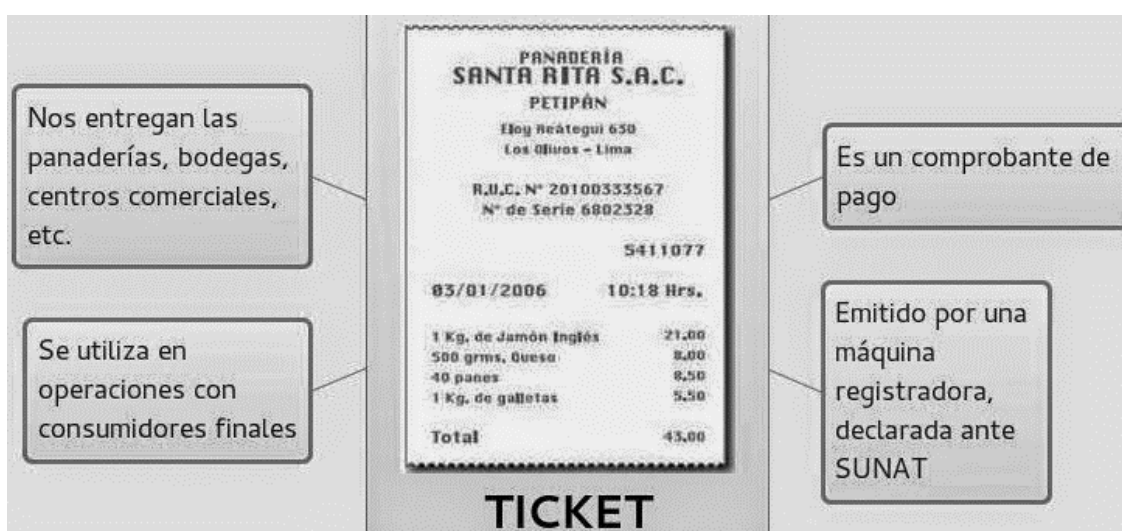 Nos entregan las
panaderías, bodegas,
centros comerciales,
etc.
Se utiliza en
operaciones con
consumidores finales
PANADERÍA
SANTA RITA S.A.C.
PETIPÁN
Eloy Reátegui 630
Los Olivos - Lima
R.U.C. N° 20100333567
N° de Serie 6802328
S411077
03/01/2006 10:18 Hrs.
1 Kg. de Jamón Inglés 21.00
500 grms. Queso 8.00
40 panes 8.50
1 Kg. de galletas 5.50
Total 43.00
TICKET
Es un comprobante de
pago
Emitido por una
máquina
registradora,
declarada ante
SUNAT